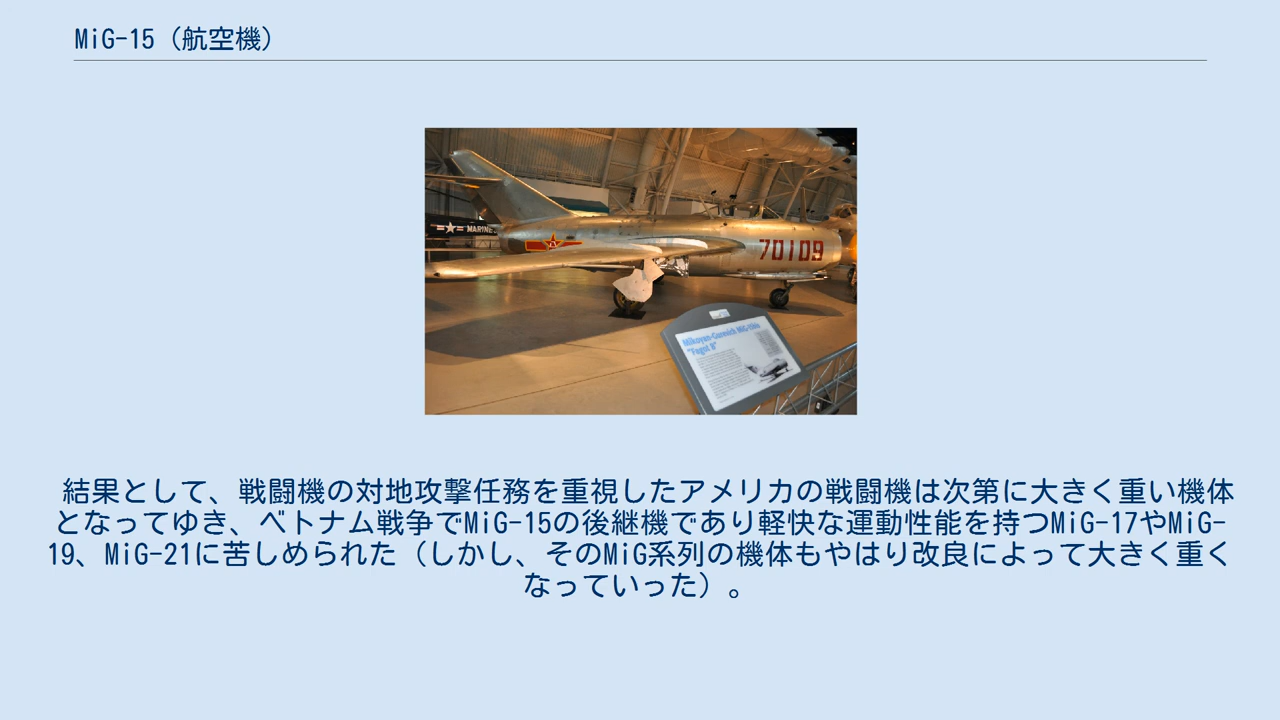 MiG-15（航空機）
MARINE
70109
Mikoyan-Gurevich MiG-15bis
"Fagot B"
結果として、戦闘機の対地攻撃任務を重視したアメリカの戦闘機は次第に大きく重い機体
となってゆき、ベトナム戦争でMiG-15の後継機であり軽快な運動性能を持つMiG-17やMiG-
19、MiG-21に苦しめられた（しかし、そのMiG系列の機体もやはり改良によって大きく重く
なっていった）。